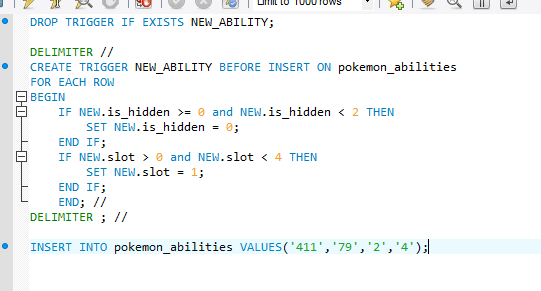 Limit to 1000 rows
DROP TRIGGER IF EXISTS NEW_ABILITY;
DELIMITER //
CREATE TRIGGER NEW_ABILITY BEFORE INSERT ON pokemon_abilities
FOR EACH ROW
BEGIN
IF NEW.is_hidden >= 0 and NEW.is_hidden < 2 THEN
SET NEW.is_hidden = 0;
END IF;
IF NEW.slot > 0 and NEW.slot < 4 THEN
SET NEW.slot = 1;
END IF;
END; //
DELIMITER ; //
INSERT INTO pokemon_abilities VALUES('411','79','2','4');